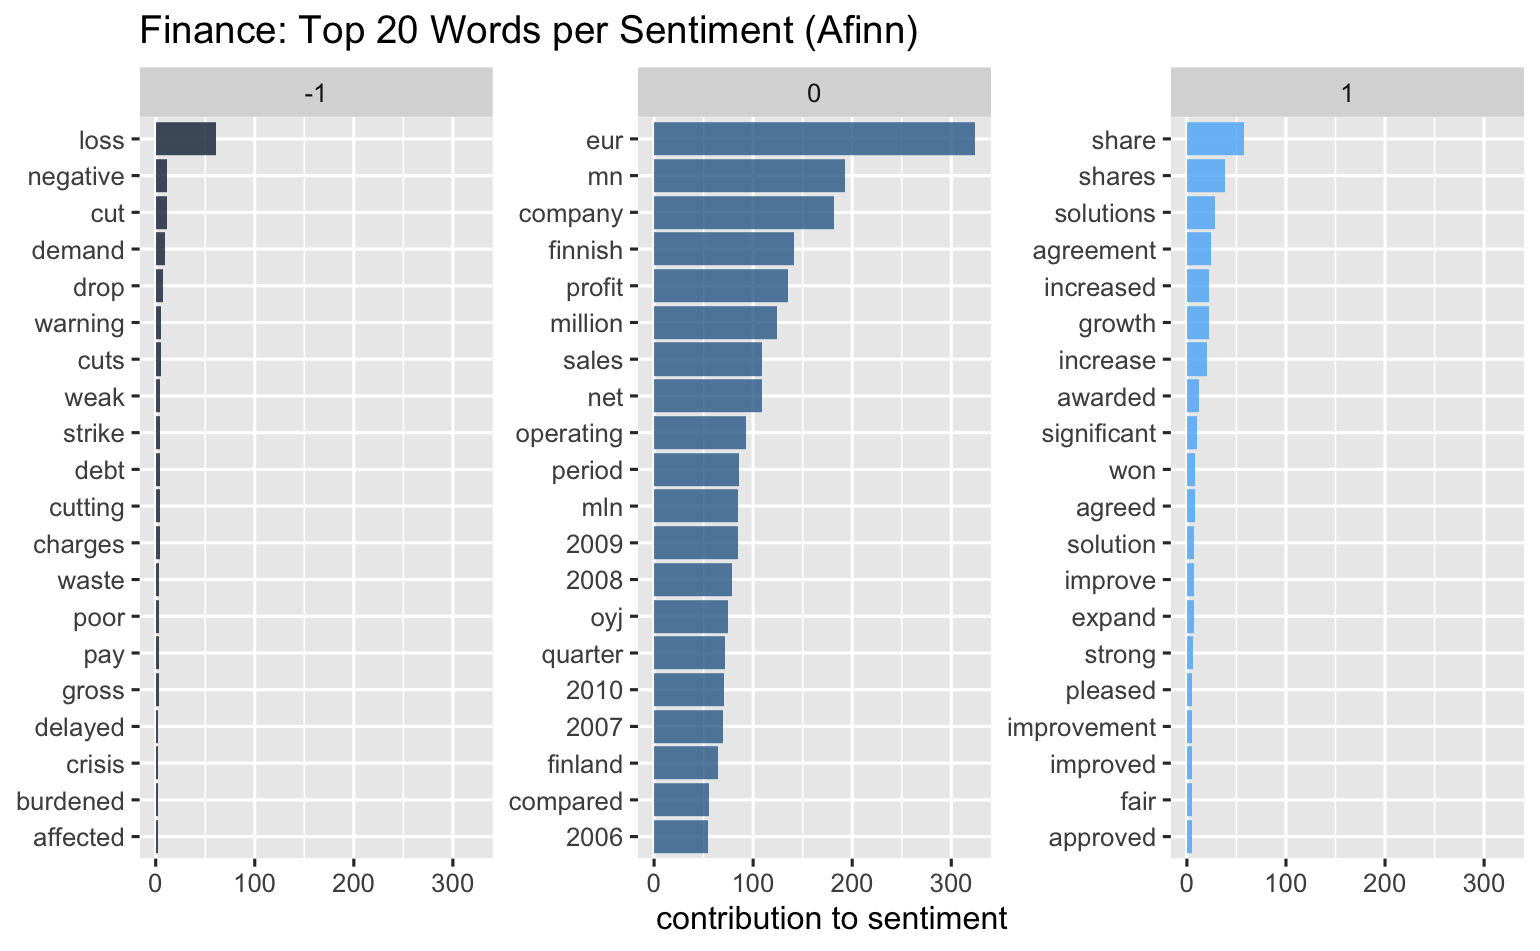 Finance: Top 20 Words per Sentiment (Afinn)
-1
loss
negative
cut
demand
drop
warning
cuts
weak
strike
debt
cutting
charges
waste
poor
pay
gross
delayed
crisis
burdened
affected
0 100 200 300
0
eur
mn
company
finnish
profit
million
sales
net
operating
period
mln
2009
2008
oyj
quarter
2010
2007
finland
compared
2006
0 100 200 300
1
share
shares
solutions
agreement
increased
growth
increase
awarded
significant
won
agreed
solution
improve
expand
strong
pleased
improvement
improved
fair
approved
0 100 200 300
contribution to sentiment